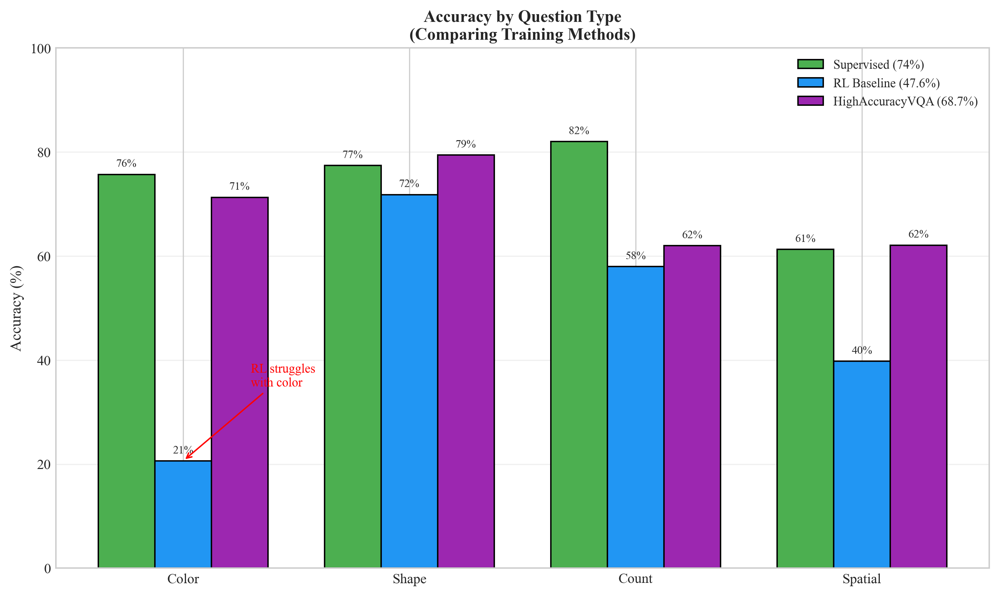 Accuracy by Question Type
(Comparing Training Methods)
Supervised (74%)
RL Baseline (47.6%)
HighAccuracyVQA (68.7%)
Accuracy (%)
100
80
60
40
20
0
76%
21%
71%
77%
72%
79%
82%
58%
62%
61%
40%
62%
RL struggles
with color
Color
Shape
Count
Spatial